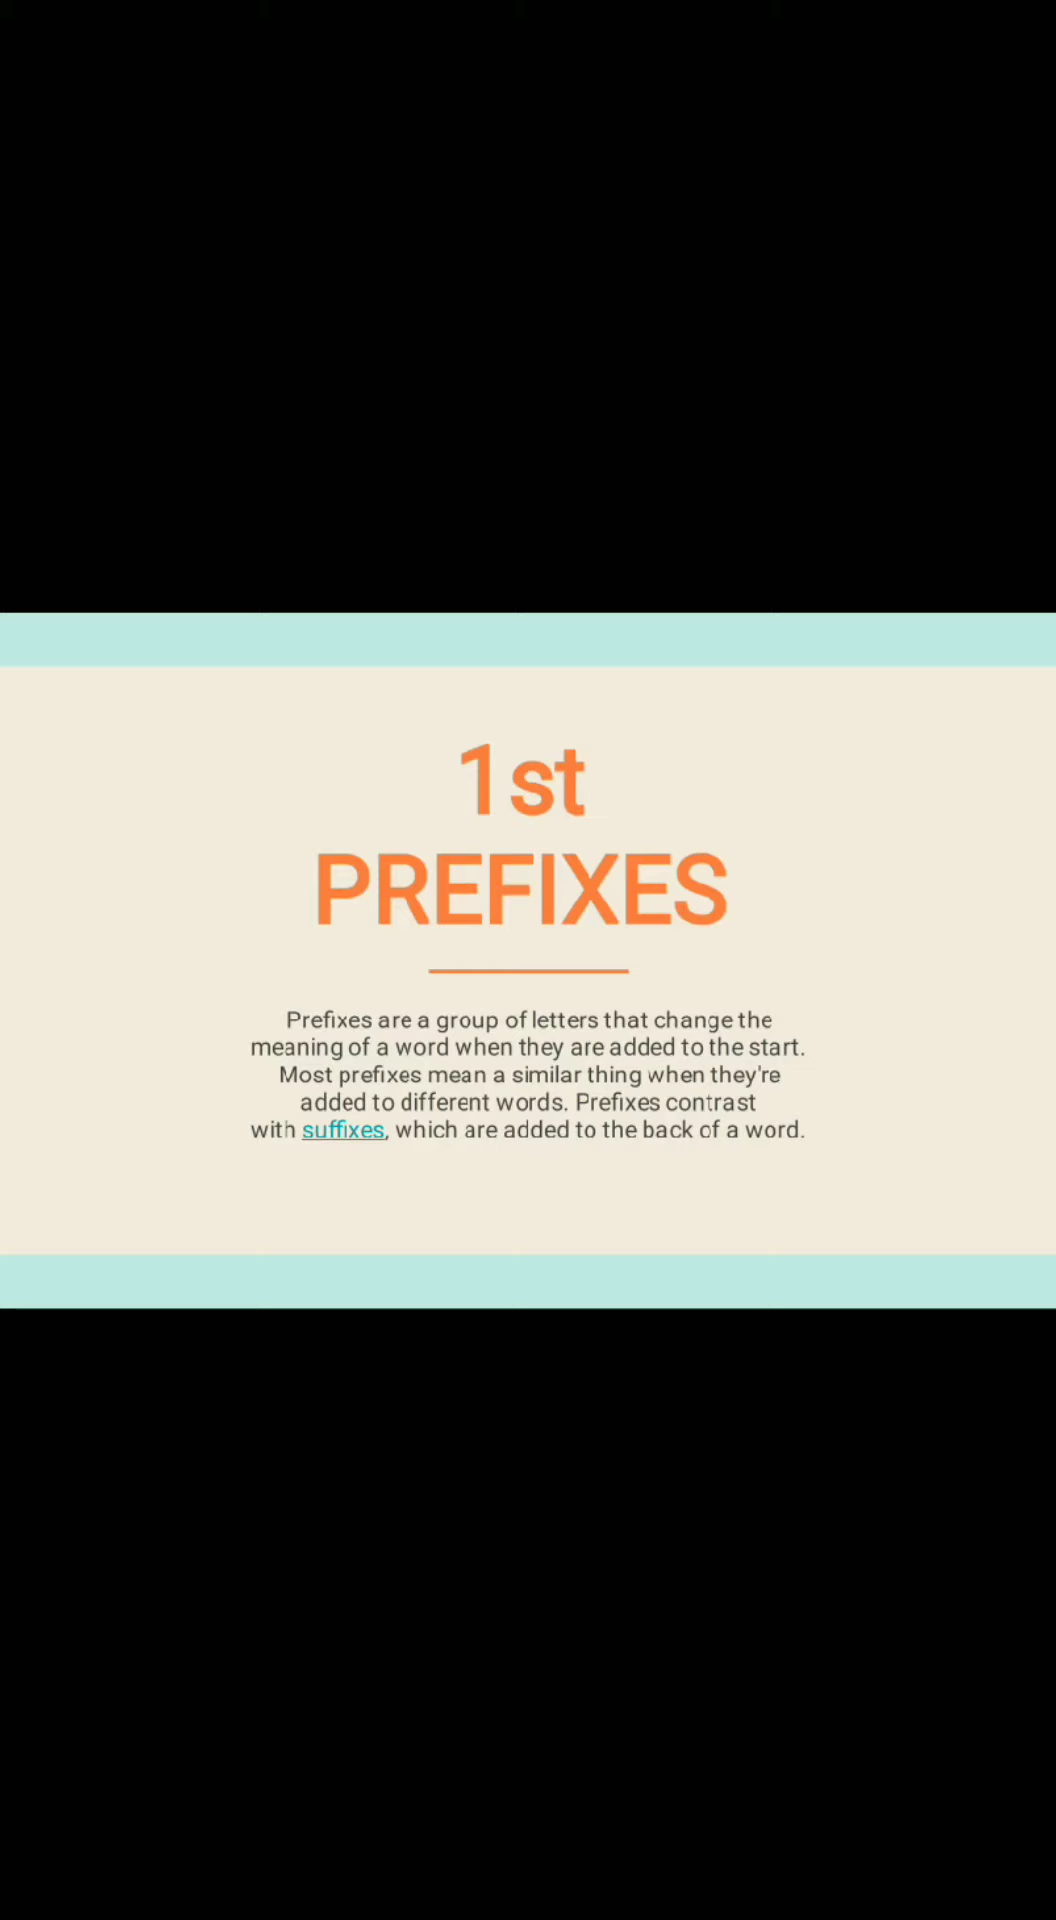 1st
PREFIXES
Prefixes are a group of letters that change the
meaning of a word when they are added to the start.
Most prefixes mean a similar thing when they're
added to different words. Prefixes contrast
with suffixes, which are added to the back of a word.